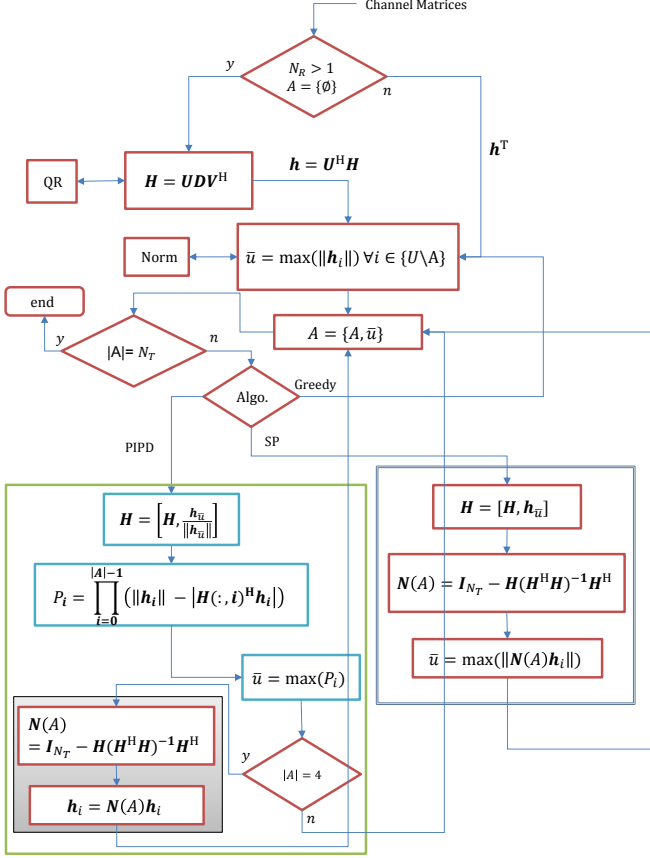 Channel Matrices
N_R > 1
A = {∅}
y
n
QR
H = UDV^H
h = U^H H
h^T
Norm
ū = max(‖h_i‖) ∀i ∈ {U\A}
end
A = {A, ū}
y
|A|= N_T
n
Algo.
Greedy
PIPD
SP
H = [H, h_ū/‖h_ū‖]
H = [H, h_ū]
P_i = ∏_{i=0}^{|A|−1} (‖h_i‖ − |H(:, i)^H h_i|)
N(A) = I_{N_T} − H(H^H H)^{−1}H^H
ū = max(P_i)
ū = max(‖N(A)h_i‖)
N(A)
= I_{N_T} − H(H^H H)^{−1}H^H
y
|A| = 4
h_i = N(A)h_i
n